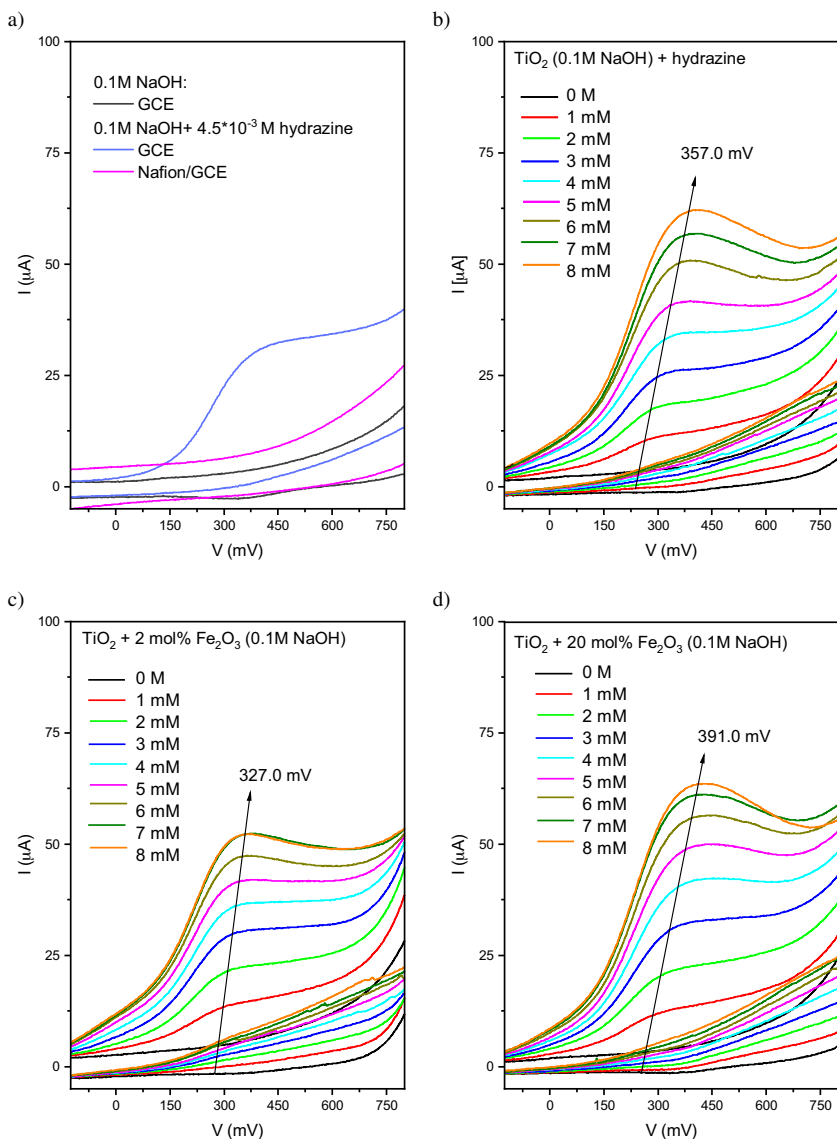 a)
100
75
50
25
0
I (μA)
0.1M NaOH:
GCE
0.1M NaOH+ 4.5*10⁻³ M hydrazine
GCE
Nafion/GCE
0 150 300 450 600 750
V (mV)
b)
100
75
50
25
0
I [μA]
TiO₂ (0.1M NaOH) + hydrazine
0 M
1 mM
2 mM
3 mM
4 mM
5 mM
6 mM
7 mM
8 mM
357.0 mV
0 150 300 450 600 750
V (mV)
c)
100
75
50
25
0
I (μA)
TiO₂ + 2 mol% Fe₂O₃ (0.1M NaOH)
0 M
1 mM
2 mM
3 mM
4 mM
5 mM
6 mM
7 mM
8 mM
327.0 mV
0 150 300 450 600 750
V (mV)
d)
100
75
50
25
0
I (μA)
TiO₂ + 20 mol% Fe₂O₃ (0.1M NaOH)
0 M
1 mM
2 mM
3 mM
4 mM
5 mM
6 mM
7 mM
8 mM
391.0 mV
0 150 300 450 600 750
V (mV)